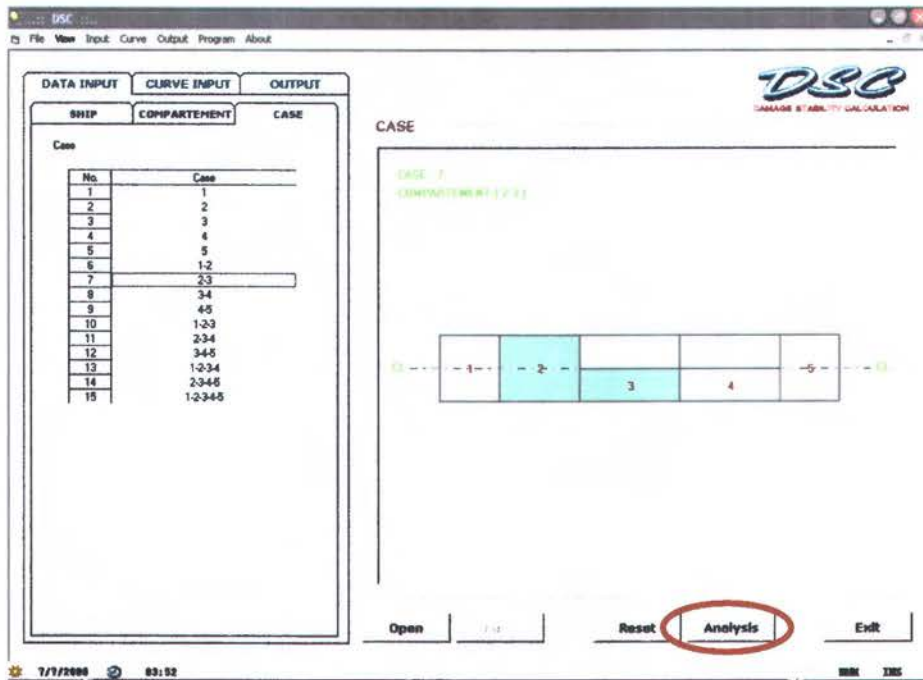 DSC
File View Input Curve Output Program About
DATA INPUT CURVE INPUT OUTPUT
SHIP COMPARTEMENT CASE
Case
No. Case
1 1
2 2
3 3
4 4
5 5
6 1-2
7 2-3
8 3-4
9 4-5
10 1-2-3
11 2-3-4
12 3-4-5
13 1-2-3-4
14 2-3-4-5
15 1-2-3-4-5
DSC
DAMAGE STABILITY CALCULATION
CASE
CASE 7
COMPARTEMENT [2-3]
1 2 3 4 5
Open
Reset Analysis Exit
03:52